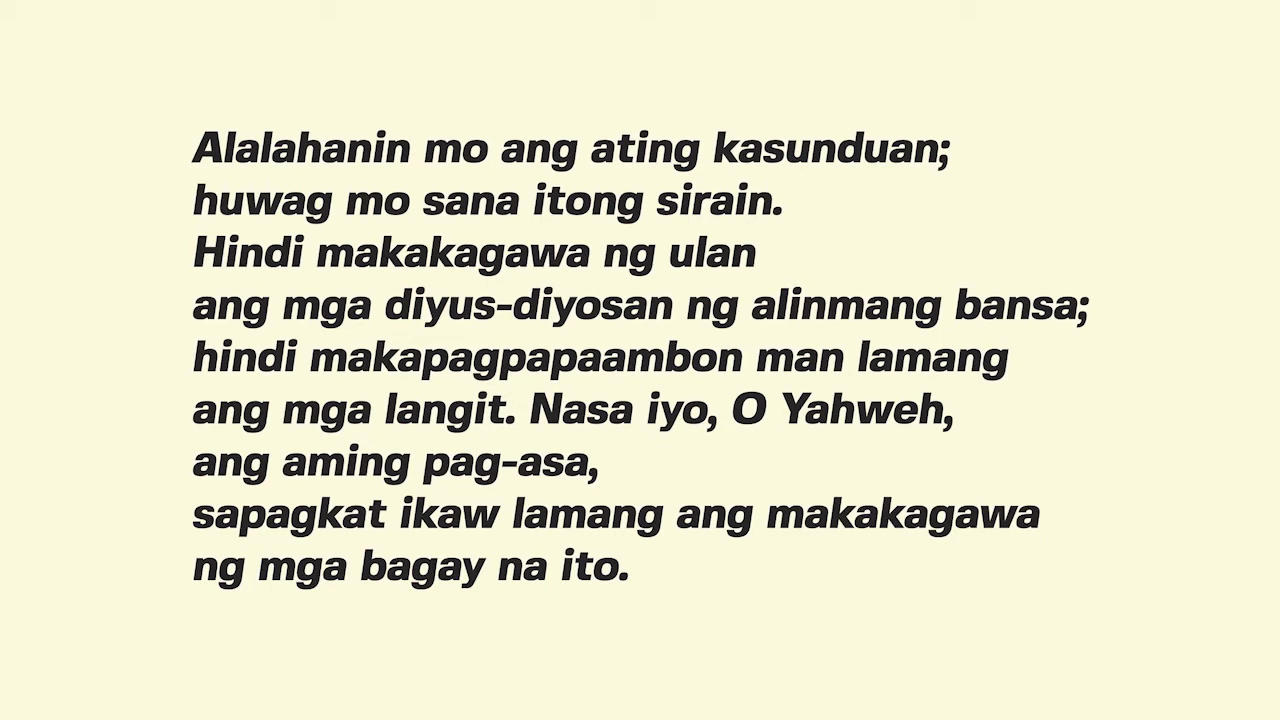 Alalahanin mo ang ating kasunduan;
huwag mo sana itong sirain.
Hindi makakagawa ng ulan
ang mga diyus-diyosan ng alinmang bansa;
hindi makapagpapaambon man lamang
ang mga langit. Nasa iyo, O Yahweh,
ang aming pag-asa,
sapagkat ikaw lamang ang makakagawa
ng mga bagay na ito.